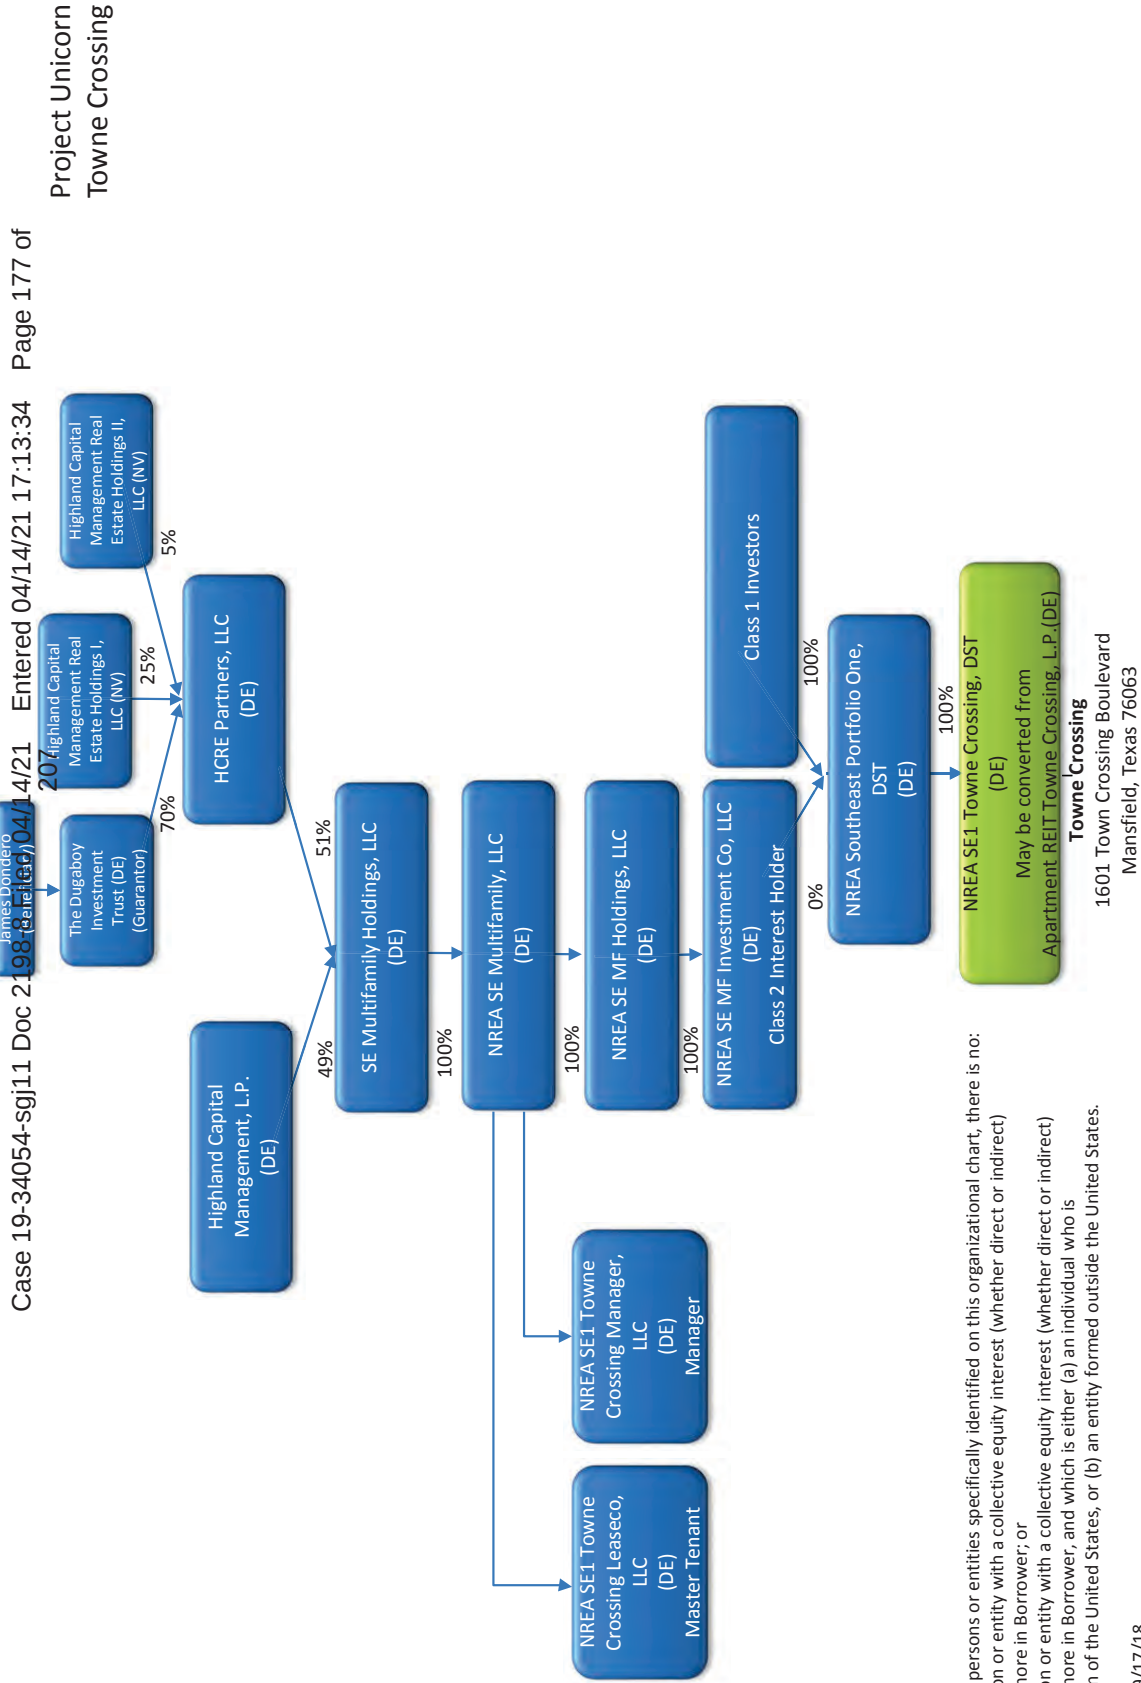 Case 19-34054-sgj11 Doc 2198-8 Filed 04/14/21 Entered 04/14/21 17:13:34 Page 177 of
207
Project Unicorn
Towne Crossing
James Dondero
(Beneficiary)
The Dugaboy
Investment
Trust (DE)
(Guarantor)
Highland Capital
Management Real
Estate Holdings I,
LLC (NV)
Highland Capital
Management Real
Estate Holdings II,
LLC (NV)
70%
25%
5%
Highland Capital
Management, L.P.
(DE)
HCRE Partners, LLC
(DE)
49%
51%
SE Multifamily Holdings, LLC
(DE)
100%
NREA SE Multifamily, LLC
(DE)
100%
NREA SE1 Towne
Crossing Leaseco,
LLC
(DE)
Master Tenant
NREA SE1 Towne
Crossing Manager,
LLC
(DE)
Manager
NREA SE MF Holdings, LLC
(DE)
100%
NREA SE MF Investment Co, LLC
(DE)
Class 2 Interest Holder
Class 1 Investors
0%
100%
NREA Southeast Portfolio One,
DST
(DE)
100%
NREA SE1 Towne Crossing, DST
(DE)
May be converted from
Apartment REIT Towne Crossing, L.P.(DE)
Towne Crossing
1601 Town Crossing Boulevard
Mansfield, Texas 76063
persons or entities specifically identified on this organizational chart, there is no:
on or entity with a collective equity interest (whether direct or indirect)
more in Borrower; or
on or entity with a collective equity interest (whether direct or indirect)
more in Borrower, and which is either (a) an individual who is
n of the United States, or (b) an entity formed outside the United States.
9/17/18